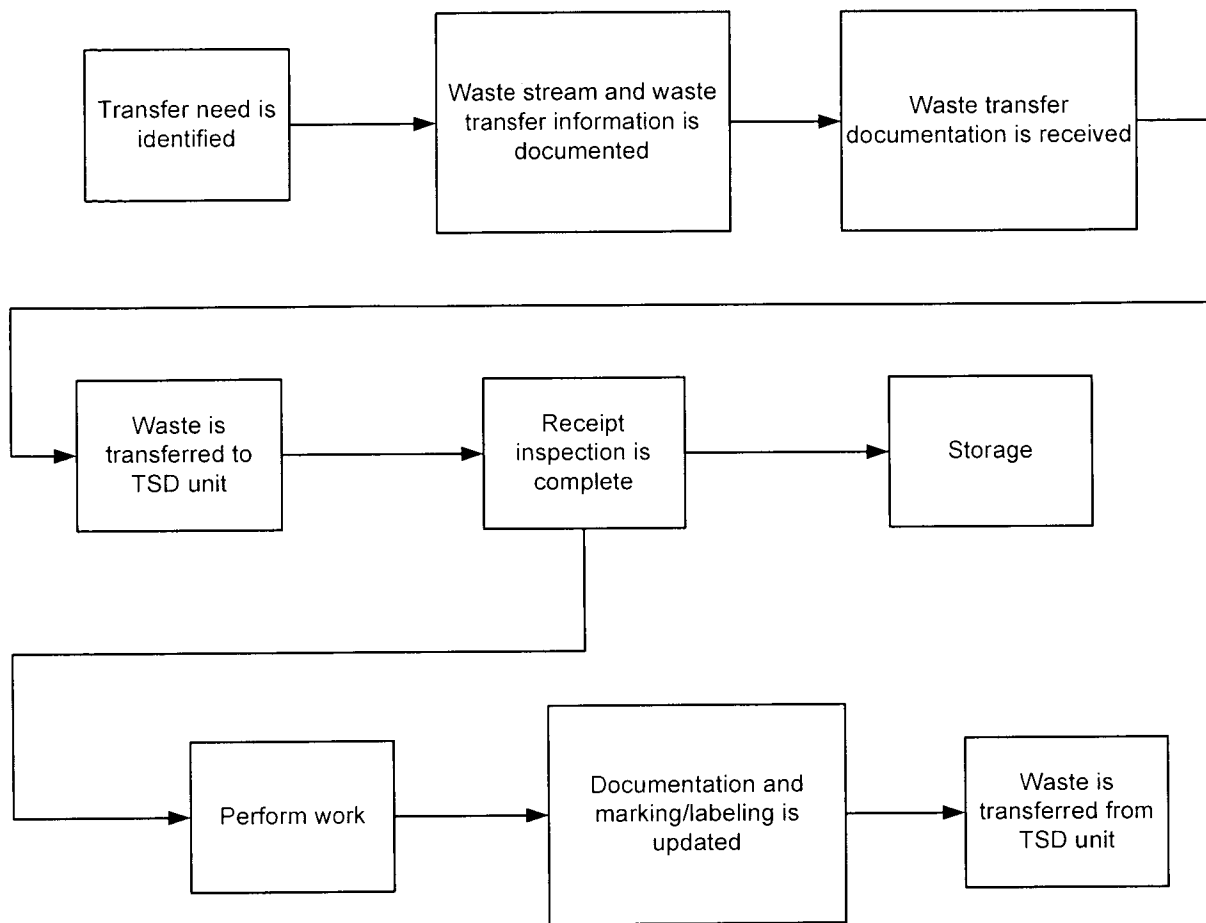 Transfer need is
identified
Waste stream and waste
transfer information is
documented
Waste transfer
documentation is received
Waste is
transferred to
TSD unit
Receipt
inspection is
complete
Storage
Perform work
Documentation and
marking/labeling is
updated
Waste is
transferred from
TSD unit